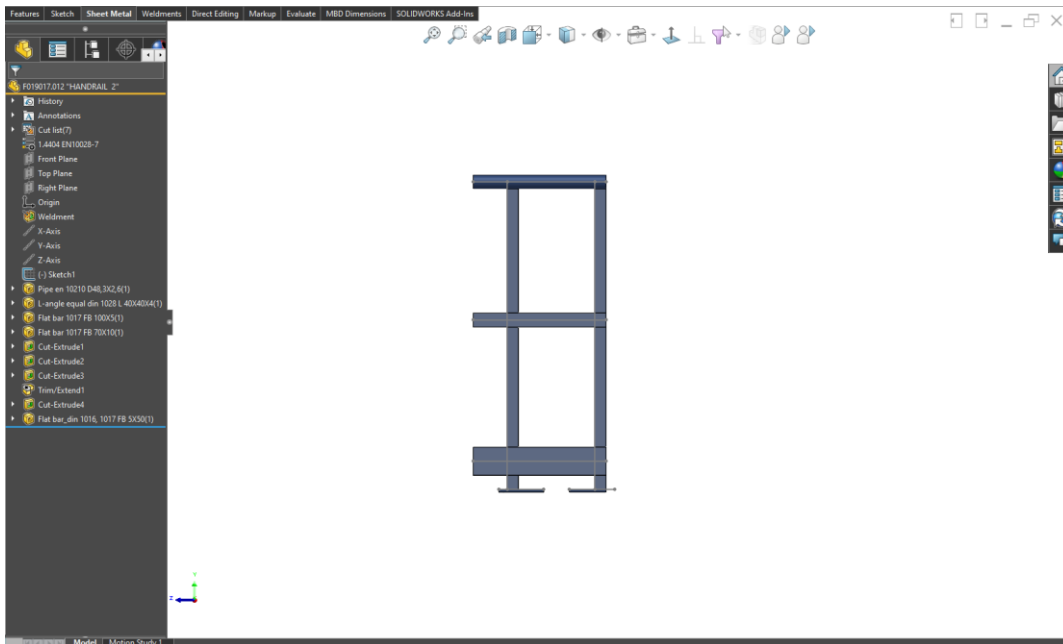 Features Sketch Sheet Metal Weldments Direct Editing Markup Evaluate MBD Dimensions SOLIDWORKS Add-Ins
F019017.012 "HANDRAIL 2"
History
Annotations
Cut list(7)
1.4404 EN10028-7
Front Plane
Top Plane
Right Plane
Origin
Weldment
X-Axis
Y-Axis
Z-Axis
(-) Sketch1
Pipe en 10210 D48,3X2,6(1)
L-angle equal din 1028 L 40X40X4(1)
Flat bar 1017 FB 100X5(1)
Flat bar 1017 FB 70X10(1)
Cut-Extrude1
Cut-Extrude2
Cut-Extrude3
Trim/Extend1
Cut-Extrude4
Flat bar_din 1016, 1017 FB 5X50(1)
Y
Z
Model Motion Study 1